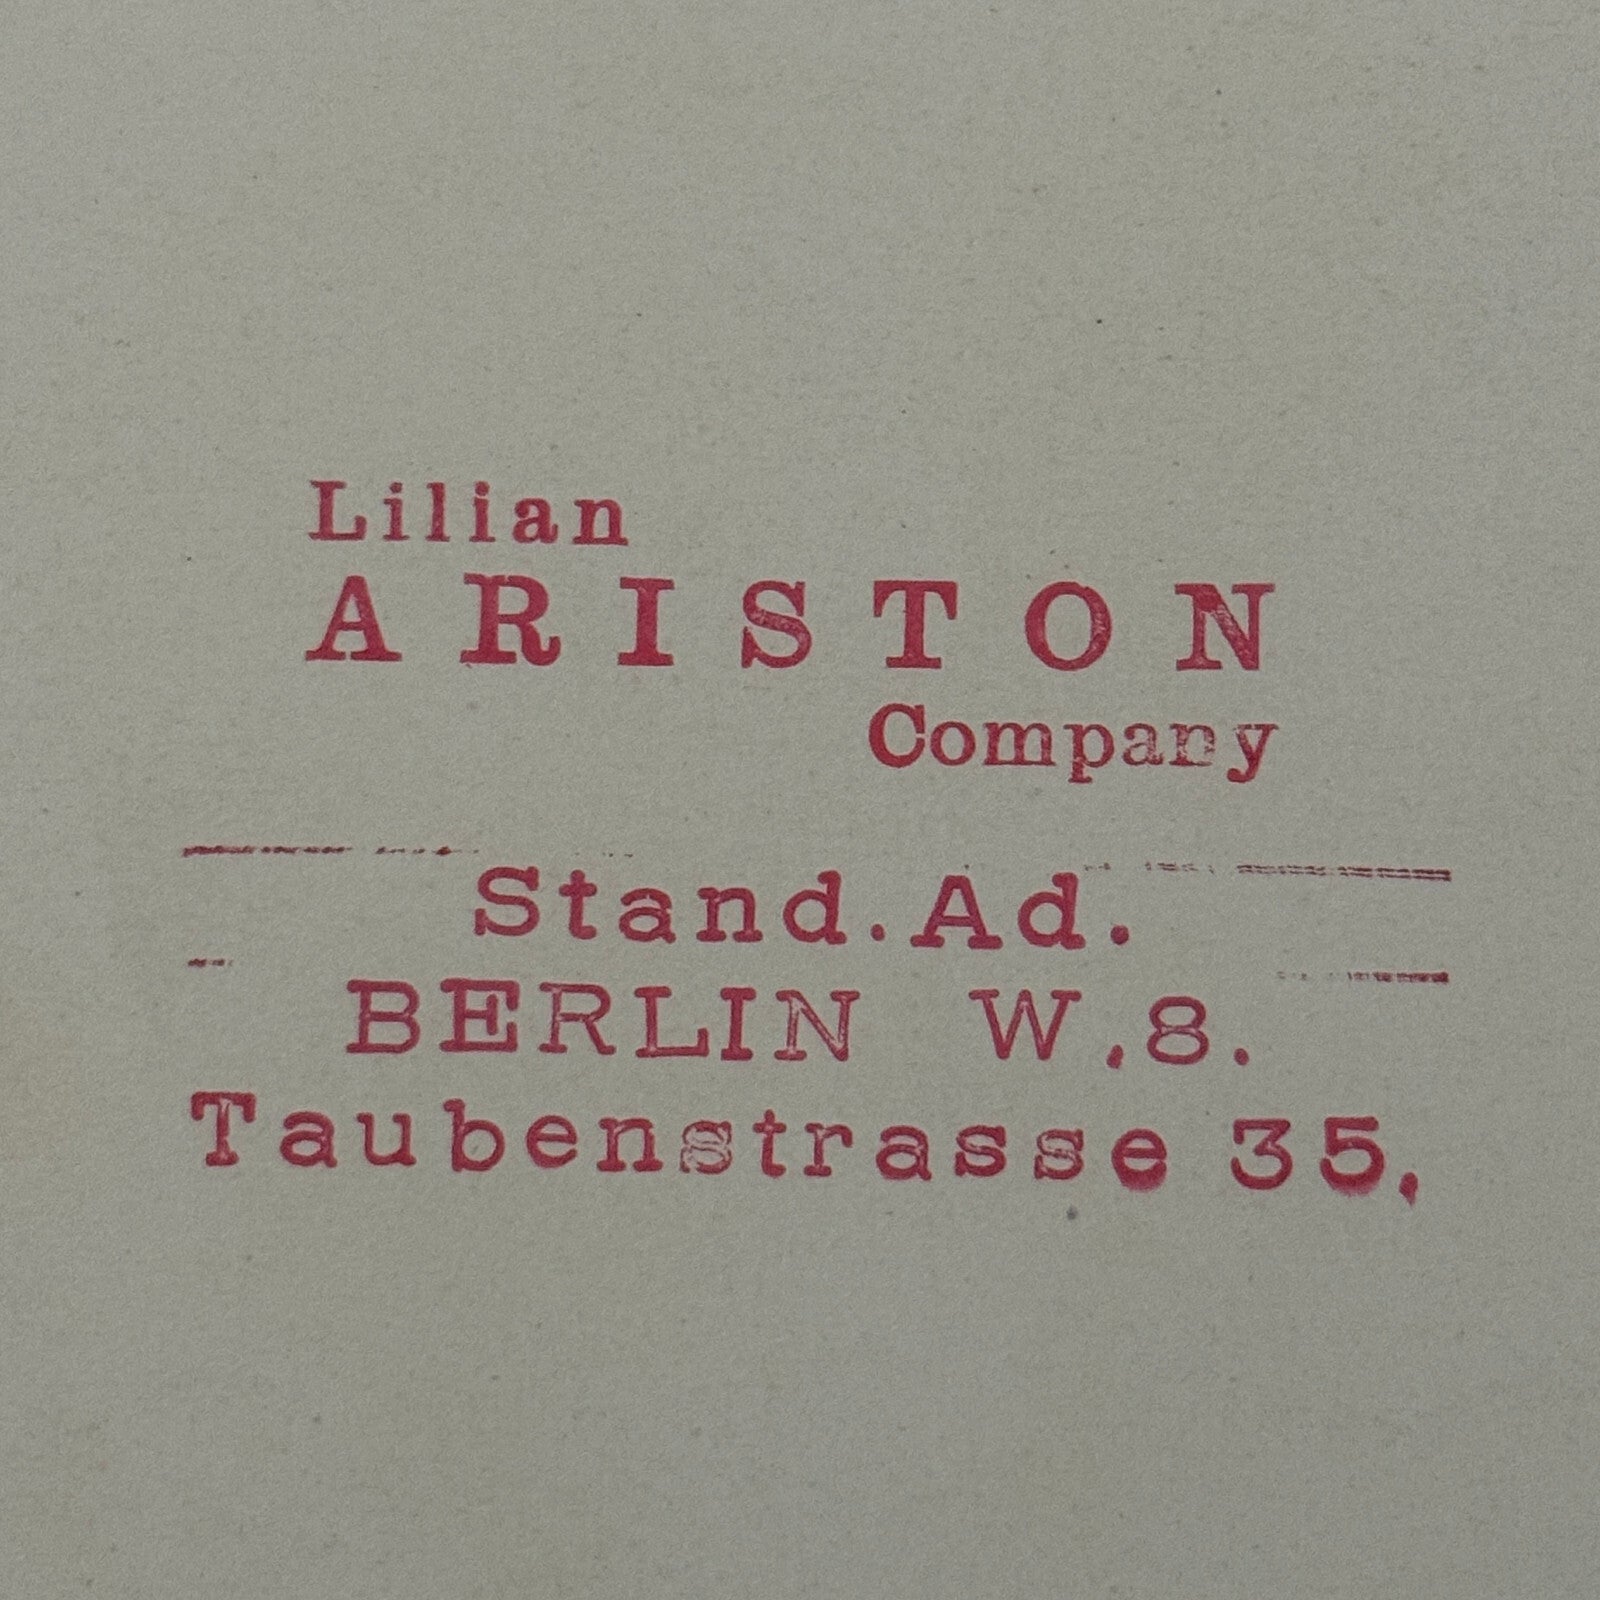 Lilian
ARISTON
Company
Stand. Ad.
BERLIN W.8.
Taubenstrasse 35,